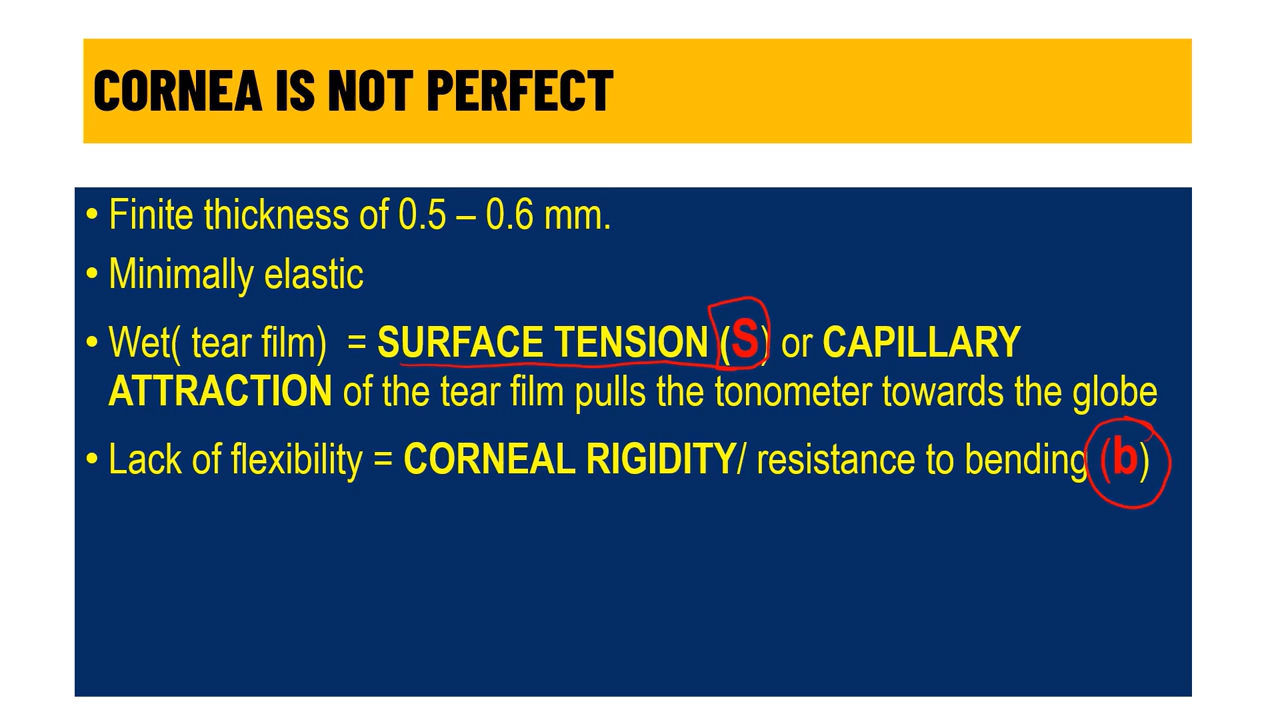 CORNEA IS NOT PERFECT
• Finite thickness of 0.5 – 0.6 mm.
• Minimally elastic
• Wet( tear film) = SURFACE TENSION (S) or CAPILLARY
ATTRACTION of the tear film pulls the tonometer towards the globe
• Lack of flexibility = CORNEAL RIGIDITY/ resistance to bending (b)